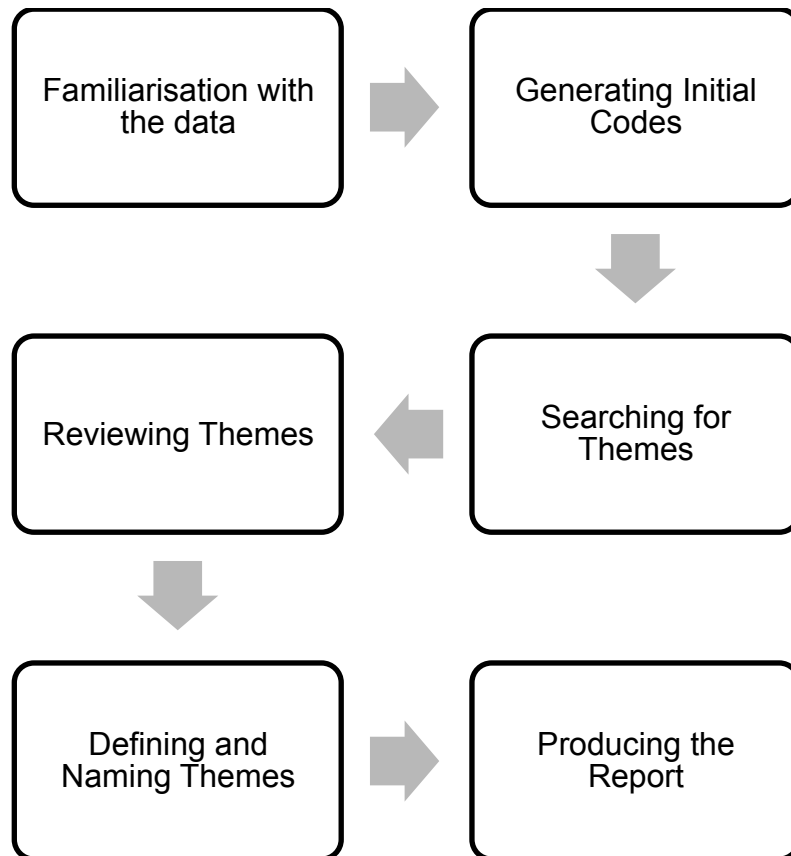 Familiarisation with
the data
Generating Initial
Codes
Searching for
Themes
Reviewing Themes
Defining and
Naming Themes
Producing the
Report